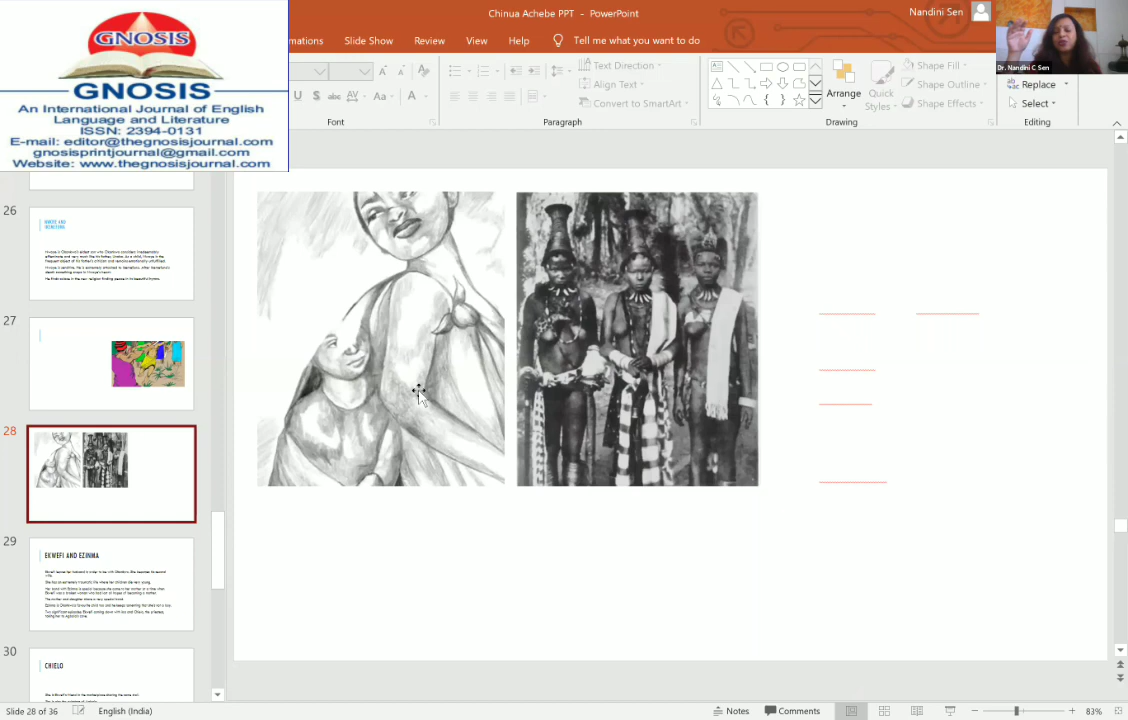 GNOSIS
GNOSIS
An International Journal of English
Language and Literature
ISSN: 2394-0131
E-mail: editor@thegnosisjournal.com
gnosisprintjournal@gmail.com
Website: www.thegnosisjournal.com
Chinua Achebe PPT - PowerPoint
Nandini Sen
mations
Slide Show
Review
View
Help
Tell me what you want to do
Dr. Nandini C Sen
Text Direction
Align Text
Convert to SmartArt
Arrange
Quick
Styles
Shape Fill
Shape Outline
Shape Effects
Replace
Select
Font
Paragraph
Drawing
Editing
26
27
28
29
EKWEFI AND EZINMA
30
CHIELO
Slide 28 of 36
English (India)
Notes
Comments
83%